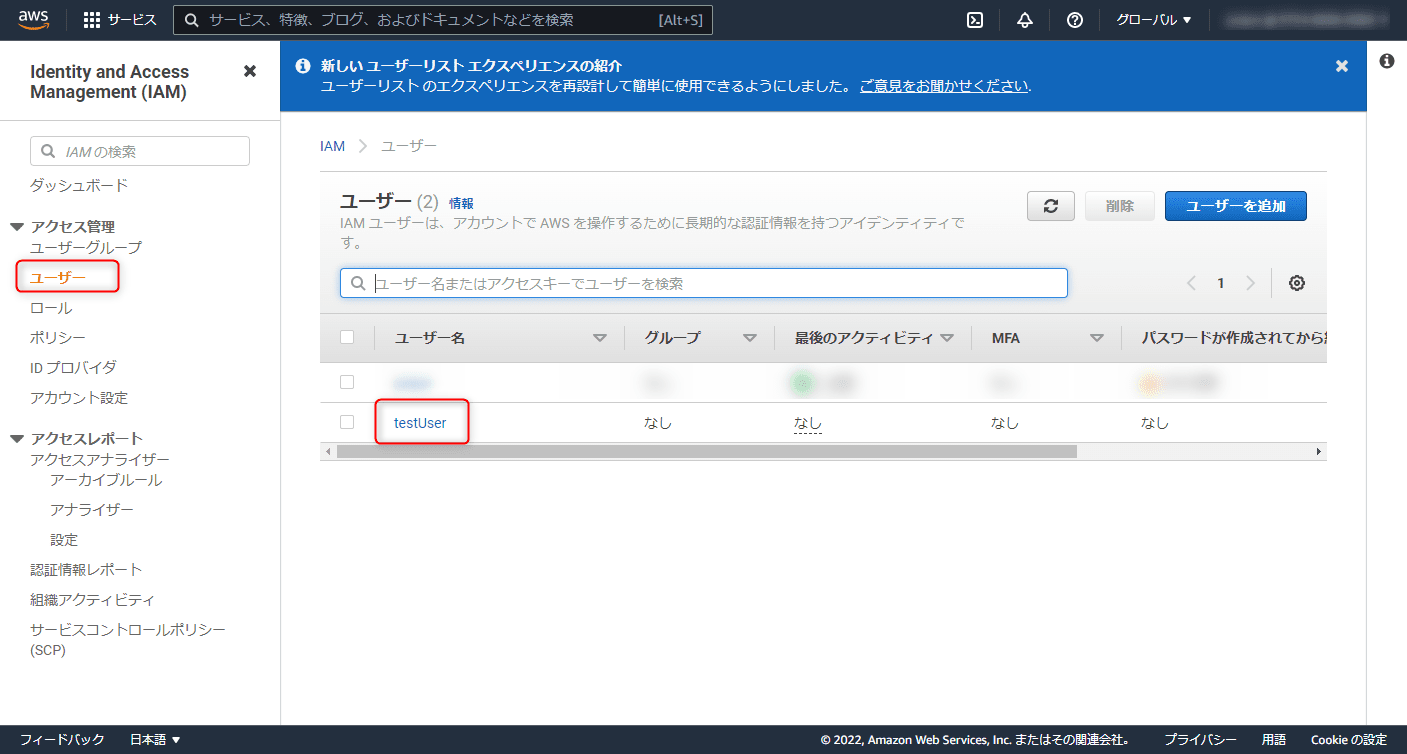 aws
サービス
サービス、特徴、ブログ、およびドキュメントなどを検索
[Alt+S]
グローバル ▼
Identity and Access
Management (IAM)
IAM の検索
ダッシュボード
アクセス管理
ユーザーグループ
ユーザー
ロール
ポリシー
ID プロバイダ
アカウント設定
アクセスレポート
アクセスアナライザー
アーカイブルール
アナライザー
設定
認証情報レポート
組織アクティビティ
サービスコントロールポリシー
(SCP)
新しい ユーザーリスト エクスペリエンスの紹介
ユーザーリスト のエクスペリエンスを再設計して簡単に使用できるようにしました。 ご意見をお聞かせください.
IAM
ユーザー
ユーザー (2) 情報
IAM ユーザーは、アカウントで AWS を操作するために長期的な認証情報を持つアイデンティティで
す。
削除
ユーザーを追加
ユーザー名またはアクセスキーでユーザーを検索
1
ユーザー名 グループ 最後のアクティビティ MFA パスワードが作成されてから
testUser なし なし なし なし
フィードバック
日本語 ▼
© 2022, Amazon Web Services, Inc. またはその関連会社。
プライバシー
用語
Cookie の設定